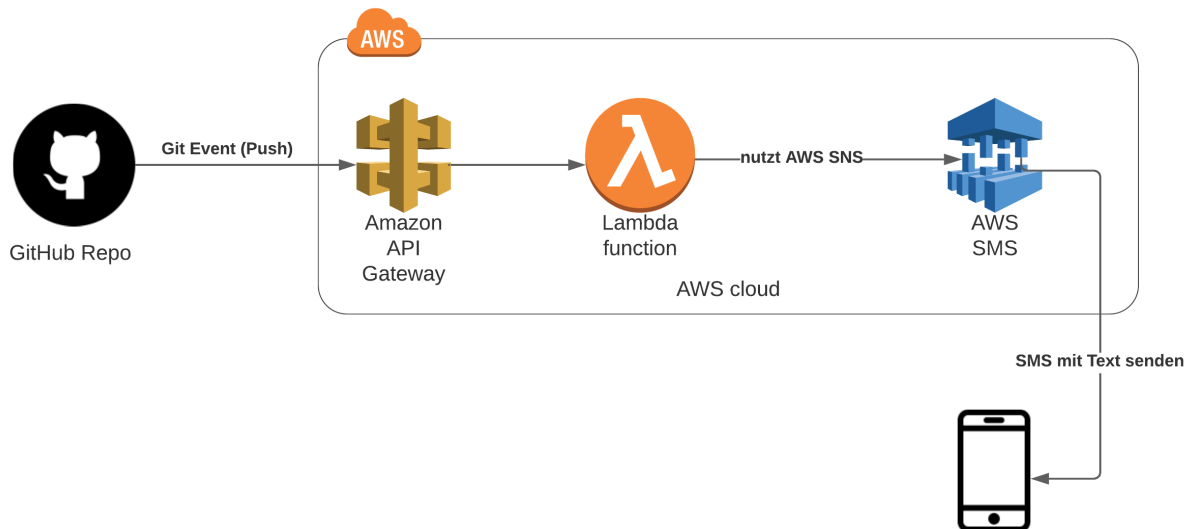 AWS
Git Event (Push)
nutzt AWS SNS
GitHub Repo
Amazon
API
Gateway
Lambda
function
AWS
SMS
AWS cloud
SMS mit Text senden